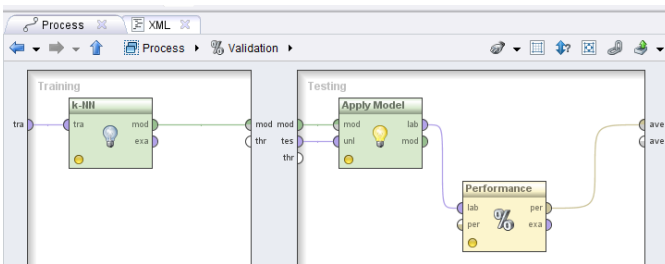 Process XML
Process Validation
Training
Testing
k-NN
Apply Model
tra tra mod mod mod mod lab ave
exa thr tes unl mod ave
thr
Performance
lab per
per exa